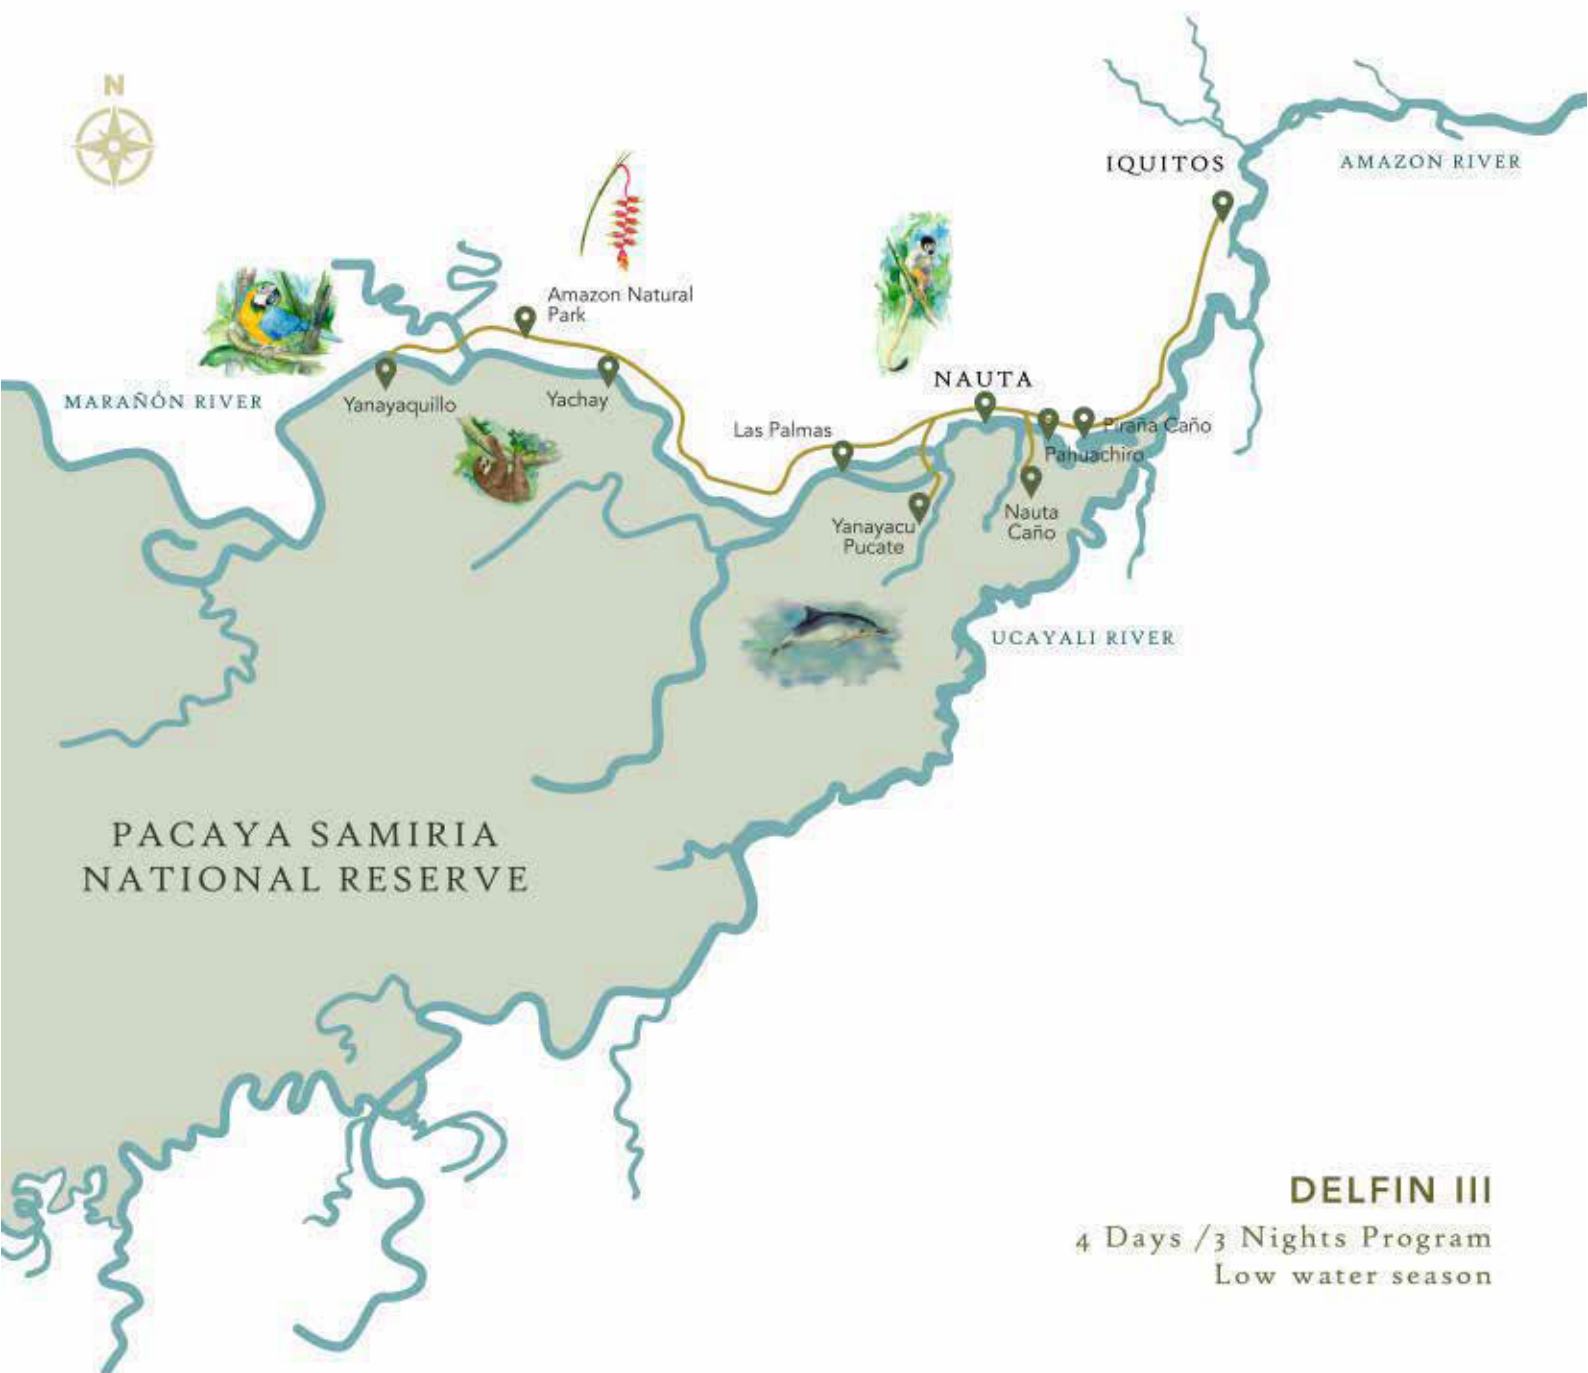 N
IQUITOS
AMAZON RIVER
Amazon Natural
Park
MARAÑÓN RIVER
Yanayaquillo
Yachay
NAUTA
Las Palmas
Piraña Caño
Pahuachiro
Nauta
Caño
Yanayacu
Pucate
UCAYALI RIVER
PACAYA SAMIRIA
NATIONAL RESERVE
DELFIN III
4 Days /3 Nights Program
Low water season